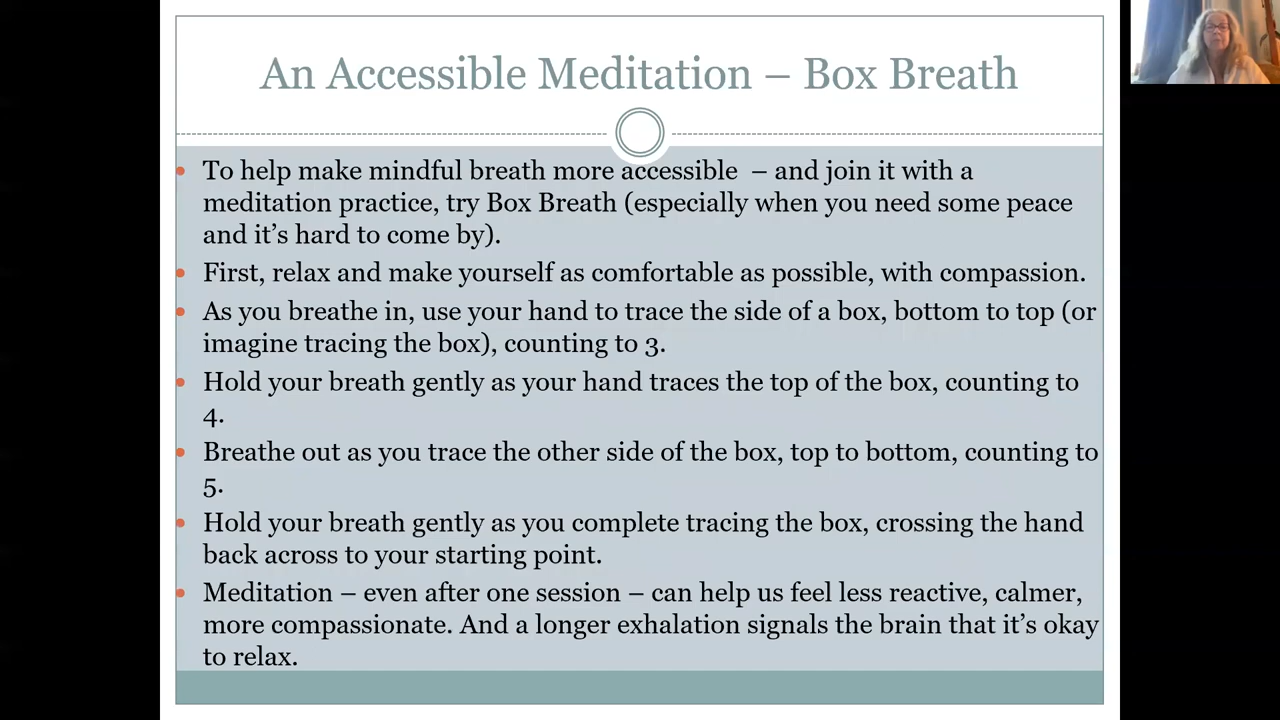 An Accessible Meditation – Box Breath
• To help make mindful breath more accessible – and join it with a
meditation practice, try Box Breath (especially when you need some peace
and it’s hard to come by).
• First, relax and make yourself as comfortable as possible, with compassion.
• As you breathe in, use your hand to trace the side of a box, bottom to top (or
imagine tracing the box), counting to 3.
• Hold your breath gently as your hand traces the top of the box, counting to
4.
• Breathe out as you trace the other side of the box, top to bottom, counting to
5.
• Hold your breath gently as you complete tracing the box, crossing the hand
back across to your starting point.
• Meditation – even after one session – can help us feel less reactive, calmer,
more compassionate. And a longer exhalation signals the brain that it’s okay
to relax.